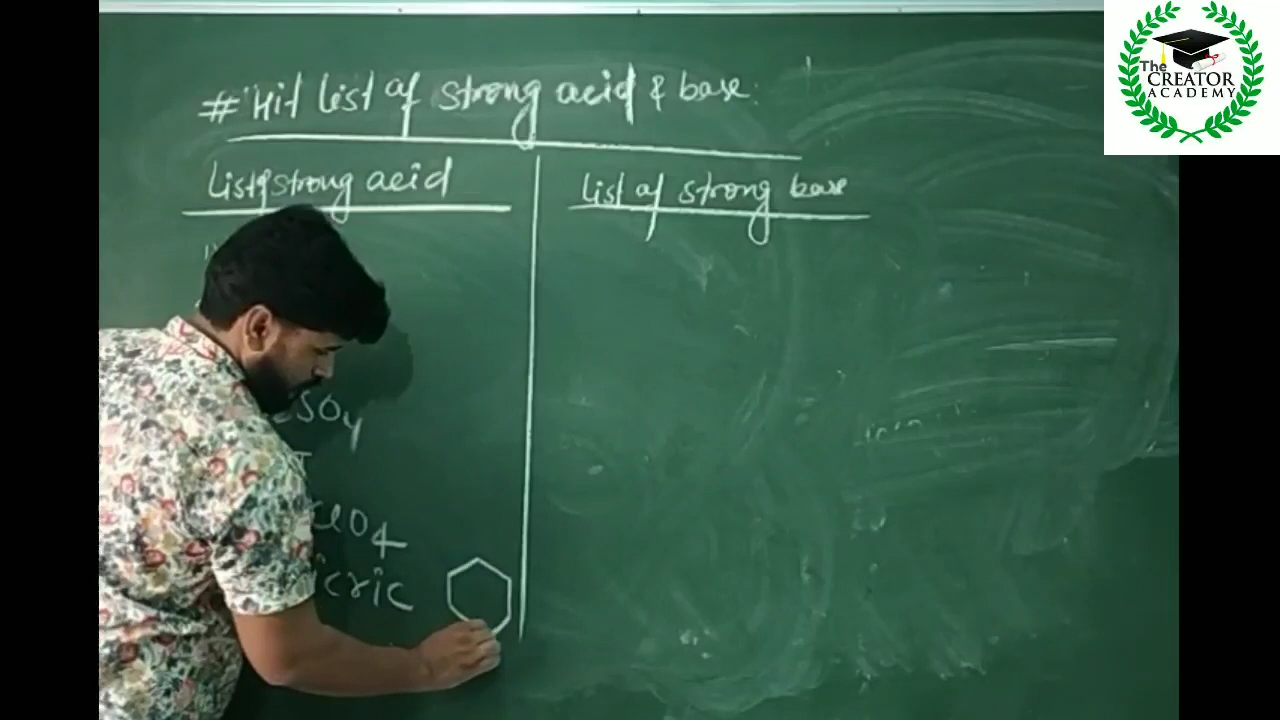 # Hit list of strong acid & base.
List of strong acid
List of strong base
SO4
ClO4
icric
The
CREATOR
ACADEMY